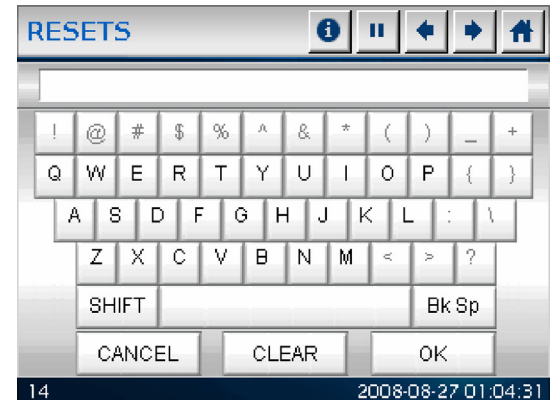 RESETS
! @ # $ % ^ & * ( ) _ +
Q W E R T Y U I O P { }
A S D F G H J K L : \
Z X C V B N M < > ?
SHIFT Bk Sp
CANCEL CLEAR OK
14 2008-08-27 01:04:31